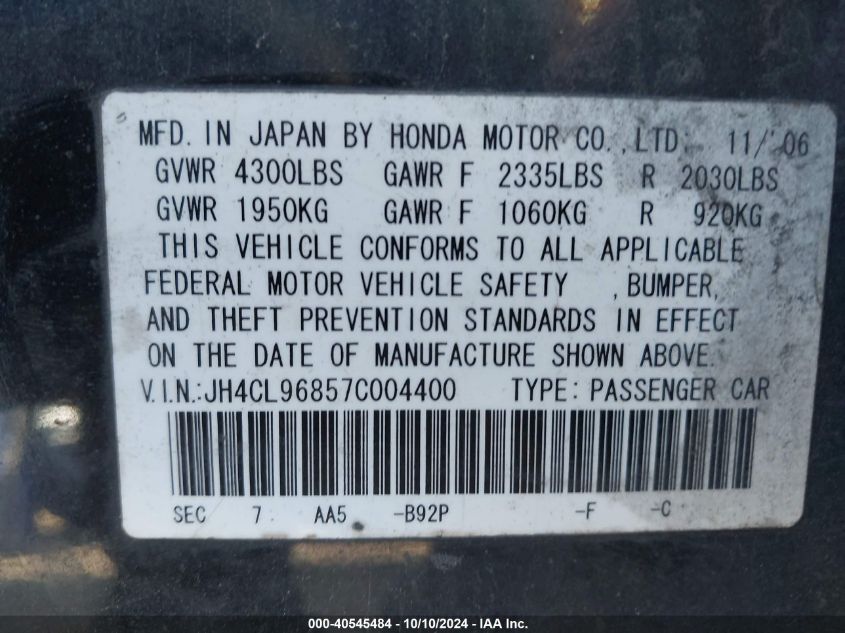 MFD. IN JAPAN BY HONDA MOTOR CO., LTD. 11/'06
GVWR 4300LBS GAWR F 2335LBS R 2030LBS
GVWR 1950KG GAWR F 1060KG R 920KG
THIS VEHICLE CONFORMS TO ALL APPLICABLE
FEDERAL MOTOR VEHICLE SAFETY , BUMPER,
AND THEFT PREVENTION STANDARDS IN EFFECT
ON THE DATE OF MANUFACTURE SHOWN ABOVE.
V.I.N.:JH4CL96857C004400 TYPE: PASSENGER CAR
SEC 7 AA5 -B92P -F -C
000-40545484 - 10/10/2024 - IAA Inc.